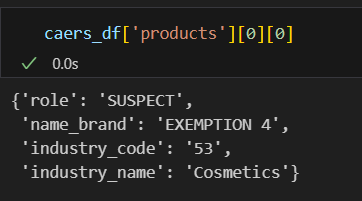 caers_df['products'][0][0]
0.0s
{'role': 'SUSPECT',
'name_brand': 'EXEMPTION 4',
'industry_code': '53',
'industry_name': 'Cosmetics'}